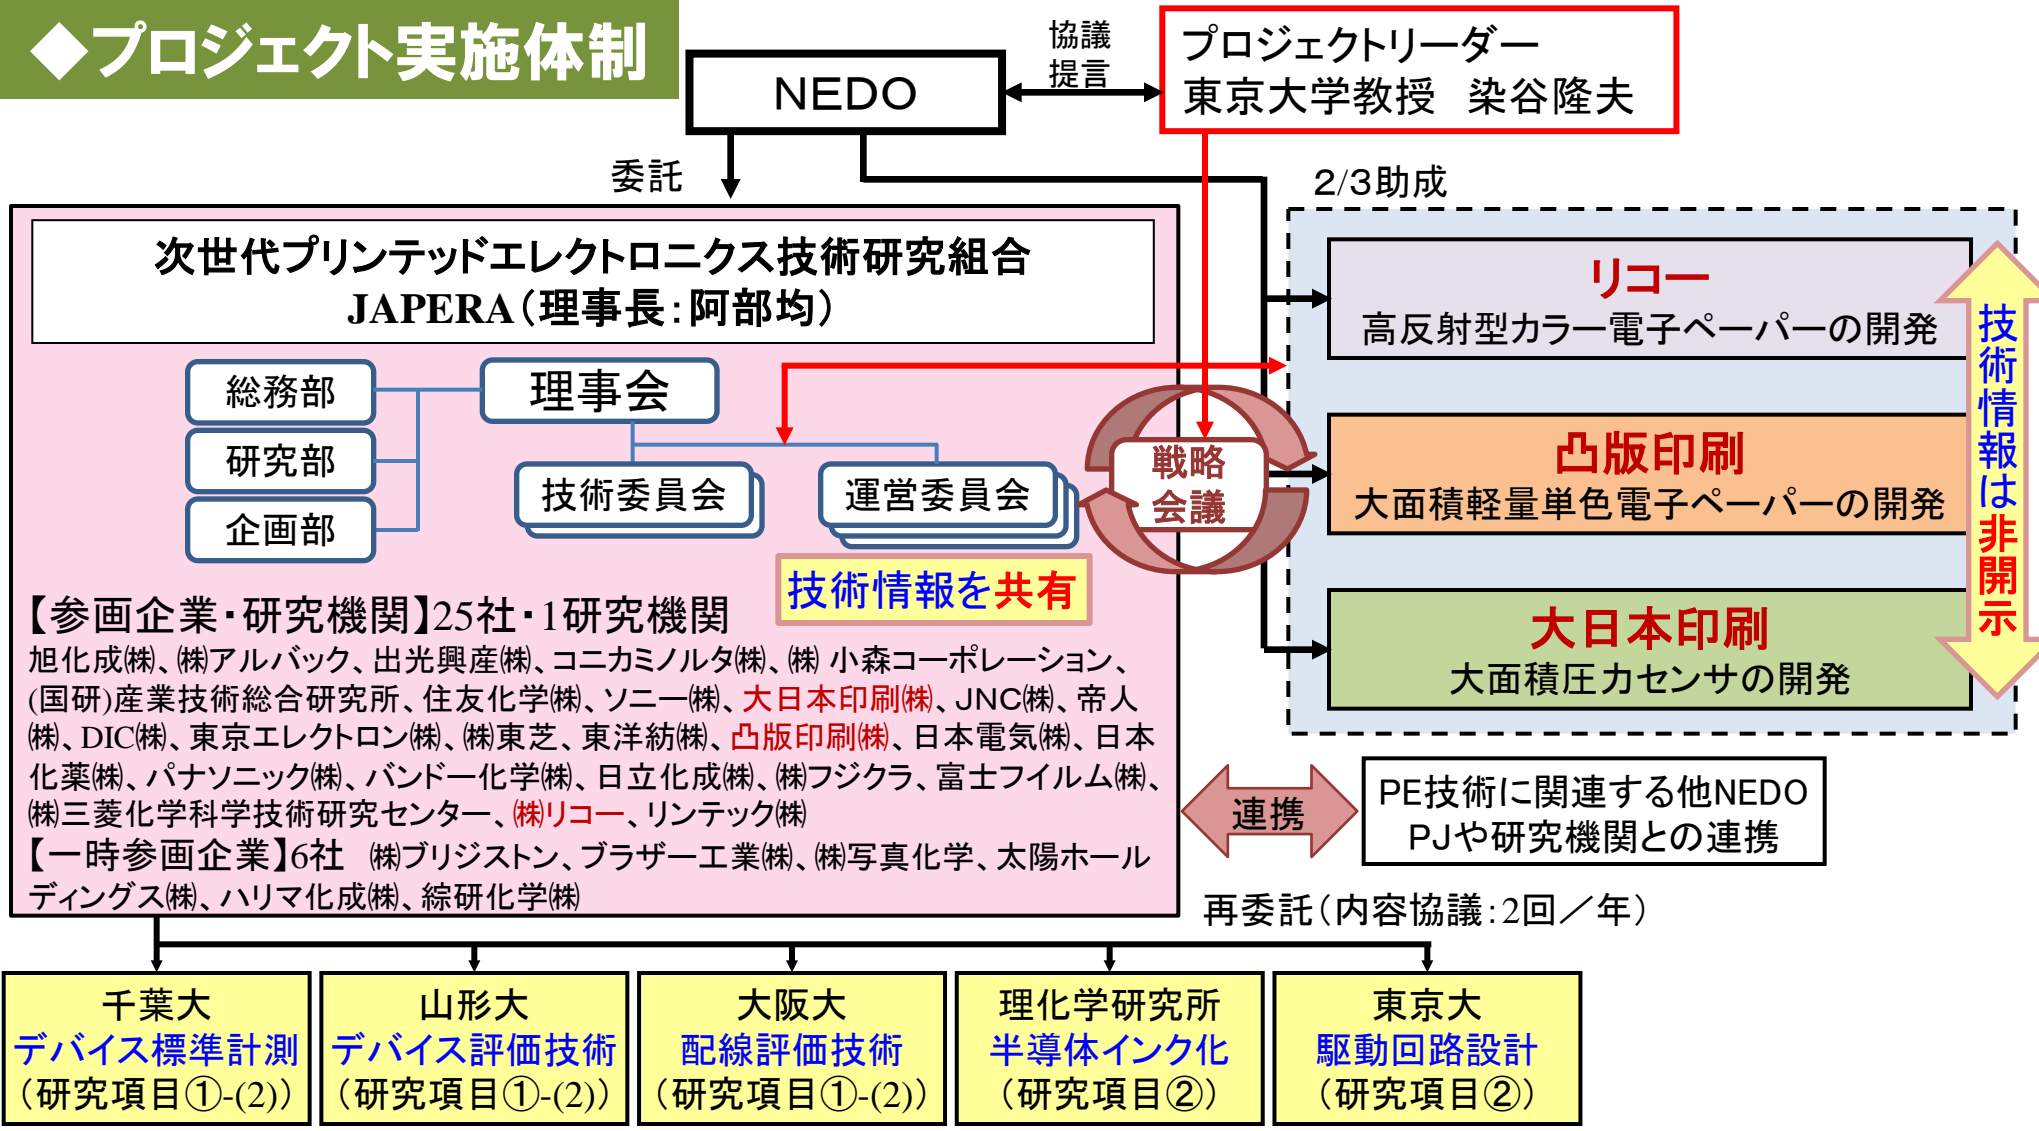 ◆プロジェクト実施体制
NEDO
協議
提言
プロジェクトリーダー
東京大学教授　染谷隆夫
委託
2/3助成
次世代プリンテッドエレクトロニクス技術研究組合
JAPERA（理事長：阿部均）
総務部
研究部
企画部
理事会
技術委員会
運営委員会
戦略
会議
技術情報を共有
リコー
高反射型カラー電子ペーパーの開発
凸版印刷
大面積軽量単色電子ペーパーの開発
大日本印刷
大面積圧力センサの開発
技術情報は非開示
【参画企業・研究機関】25社・1研究機関
旭化成㈱、㈱アルバック、出光興産㈱、コニカミノルタ㈱、㈱ 小森コーポレーション、
(国研)産業技術総合研究所、住友化学㈱、ソニー㈱、大日本印刷㈱、JNC㈱、帝人
㈱、DIC㈱、東京エレクトロン㈱、㈱東芝、東洋紡㈱、凸版印刷㈱、日本電気㈱、日本
化薬㈱、パナソニック㈱、バンドー化学㈱、日立化成㈱、㈱フジクラ、富士フイルム㈱、
㈱三菱化学科学技術研究センター、㈱リコー、リンテック㈱
【一時参画企業】6社　㈱ブリジストン、ブラザー工業㈱、㈱写真化学、太陽ホール
ディングス㈱、ハリマ化成㈱、綜研化学㈱
連携
PE技術に関連する他NEDO
PJや研究機関との連携
再委託（内容協議：2回／年）
千葉大
デバイス標準計測
（研究項目①-(2)）
山形大
デバイス評価技術
（研究項目①-(2)）
大阪大
配線評価技術
（研究項目①-(2)）
理化学研究所
半導体インク化
（研究項目②）
東京大
駆動回路設計
（研究項目②）